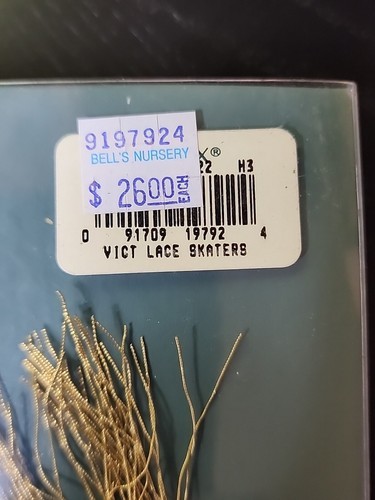 9197924
BELL'S NURSERY
$ 2600 EACH
X®
22 H3
0 91709 19792 4
VICT LACE SKATERS